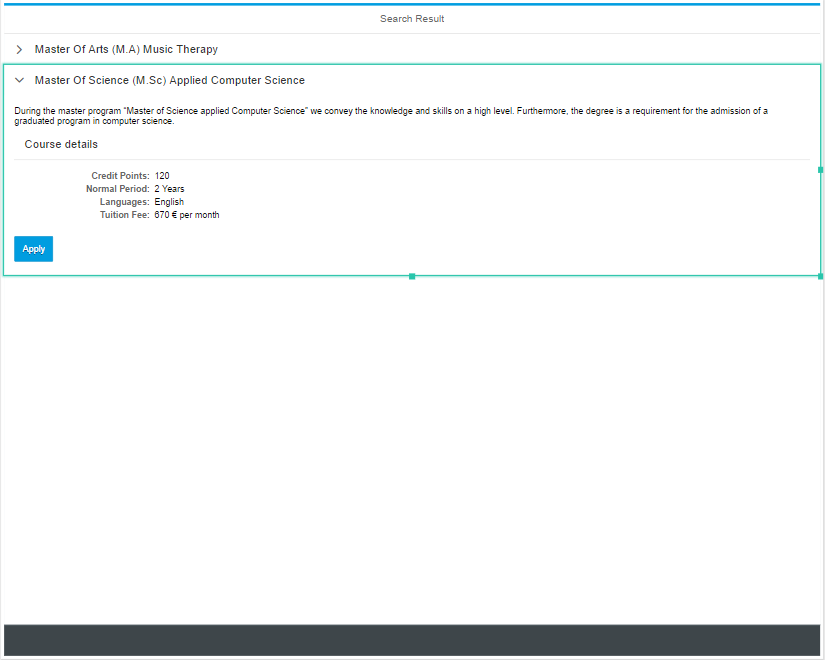 Search Result
Master Of Arts (M.A) Music Therapy
Master Of Science (M.Sc) Applied Computer Science
During the master program "Master of Science applied Computer Science" we convey the knowledge and skills on a high level. Furthermore, the degree is a requirement for the admission of a
graduated program in computer science.
Course details
Credit Points: 120
Normal Period: 2 Years
Languages: English
Tuition Fee: 670 € per month
Apply